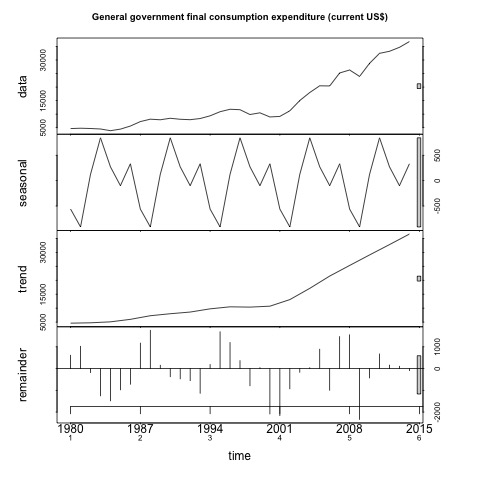 General government final consumption expenditure (current US$)
data
5000 15000 30000
seasonal
-500 0 500
trend
5000 15000 30000
remainder
-2000 0 1000
1980 1987 1994 2001 2008 2015
1 2 3 4 5 6
time